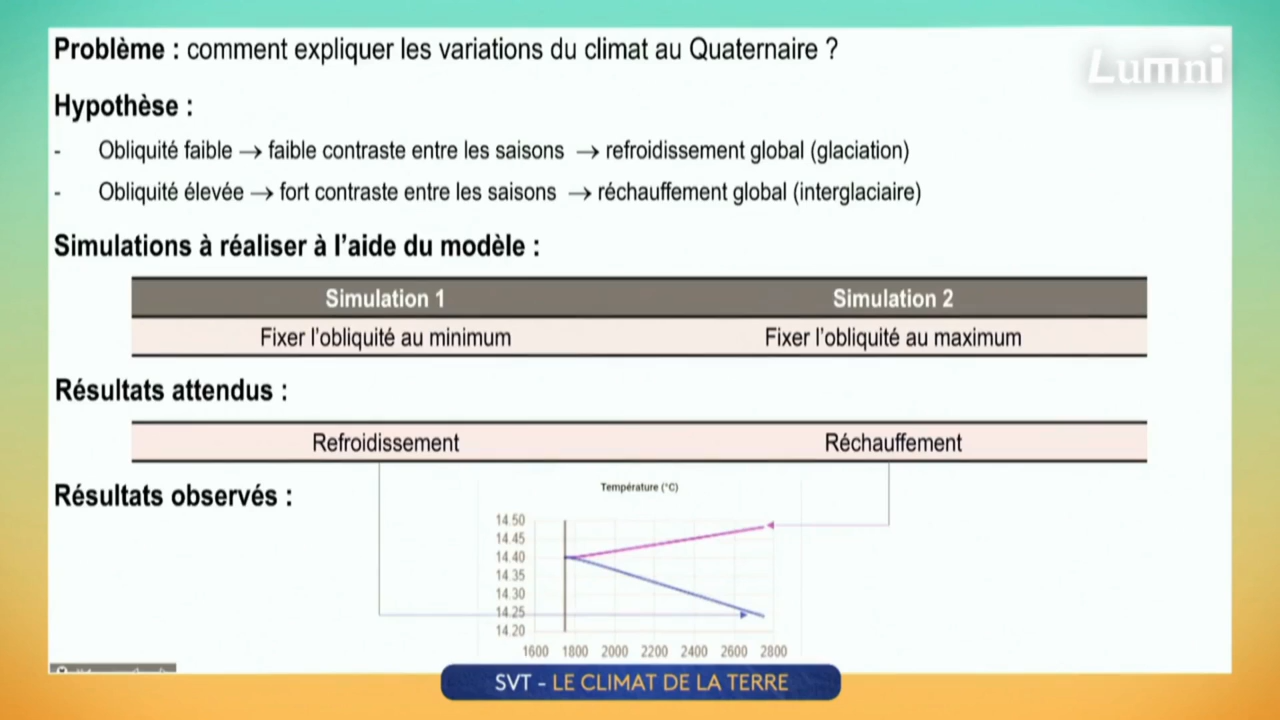 Problème : comment expliquer les variations du climat au Quaternaire ?
Lumni
Hypothèse :
- Obliquité faible → faible contraste entre les saisons → refroidissement global (glaciation)
- Obliquité élevée → fort contraste entre les saisons → réchauffement global (interglaciaire)
Simulations à réaliser à l'aide du modèle :
Simulation 1 Simulation 2
Fixer l'obliquité au minimum Fixer l'obliquité au maximum
Résultats attendus :
Refroidissement Réchauffement
Résultats observés :
Température (°C)
14.50
14.45
14.40
14.35
14.30
14.25
14.20
1600 1800 2000 2200 2400 2600 2800
SVT - LE CLIMAT DE LA TERRE